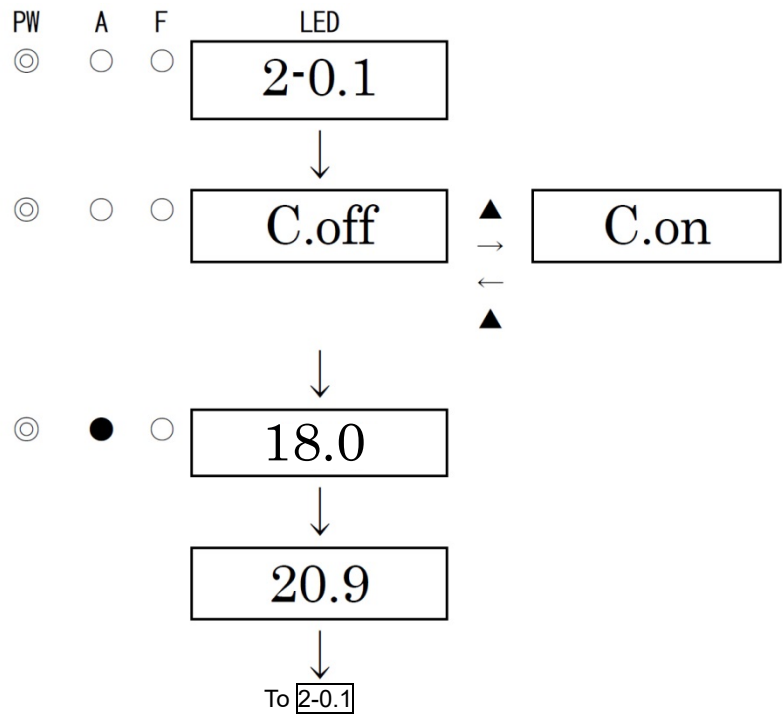 PW A F LED
◎ ○ ○ 2-0.1
↓
◎ ○ ○ C.off ▲ → ← ▲ C.on
↓
◎ ● ○ 18.0
↓
20.9
↓
To 2-0.1